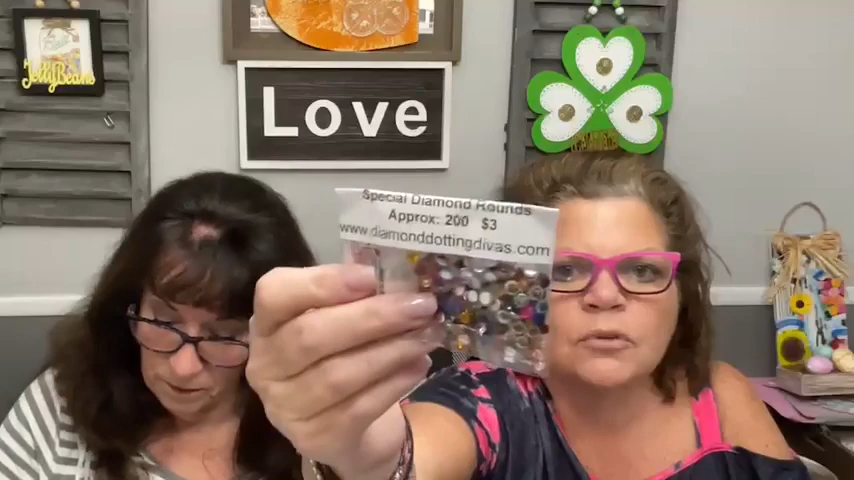 JellyBeans
Love
Special Diamond Rounds
Approx: 200 $3
www.diamonddottingdivas.com